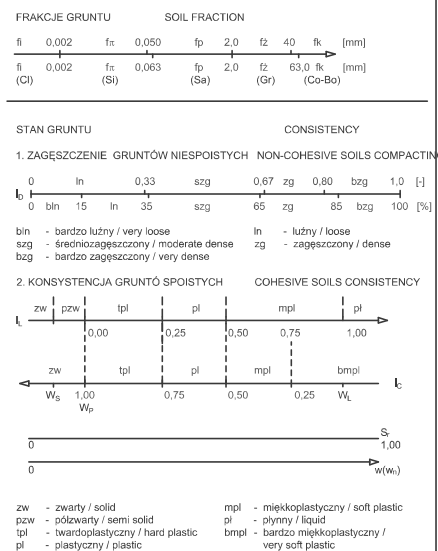 FRAKCJE GRUNTU SOIL FRACTION
fi 0,002 fπ 0,050 fp 2,0 fż 40 fk [mm]
fi 0,002 fπ 0,063 fp 2,0 fż 63,0 fk [mm]
(Cl) (Si) (Sa) (Gr) (Co-Bo)
STAN GRUNTU CONSISTENCY
1. ZAGĘSZCZENIE GRUNTÓW NIESPOISTYCH NON-COHESIVE SOILS COMPACTIN
0 ln 0,33 szg 0,67 zg 0,80 bzg 1,0 [-]
I_D
0 bln 15 ln 35 szg 65 zg 85 bzg 100 [%]
bln - bardzo luźny / very loose ln - luźny / loose
szg - średniozagęszczony / moderate dense zg - zagęszczony / dense
bzg - bardzo zagęszczony / very dense
2. KONSYSTENCJA GRUNTÓ SPOISTYCH COHESIVE SOILS CONSISTENCY
zw pzw tpl pl mpl pł
I_L
0,00 0,25 0,50 0,75 1,00
zw tpl pl mpl bmpl
I_C
W_S 1,00 0,75 0,50 0,25 W_L
W_P
S_r
0 1,00
0 w(w_n)
zw - zwarty / solid mpl - miękkoplastyczny / soft plastic
pzw - półzwarty / semi solid pł - płynny / liquid
tpl - twardoplastyczny / hard plastic bmpl - bardzo miękkoplastyczny /
pl - plastyczny / plastic very soft plastic